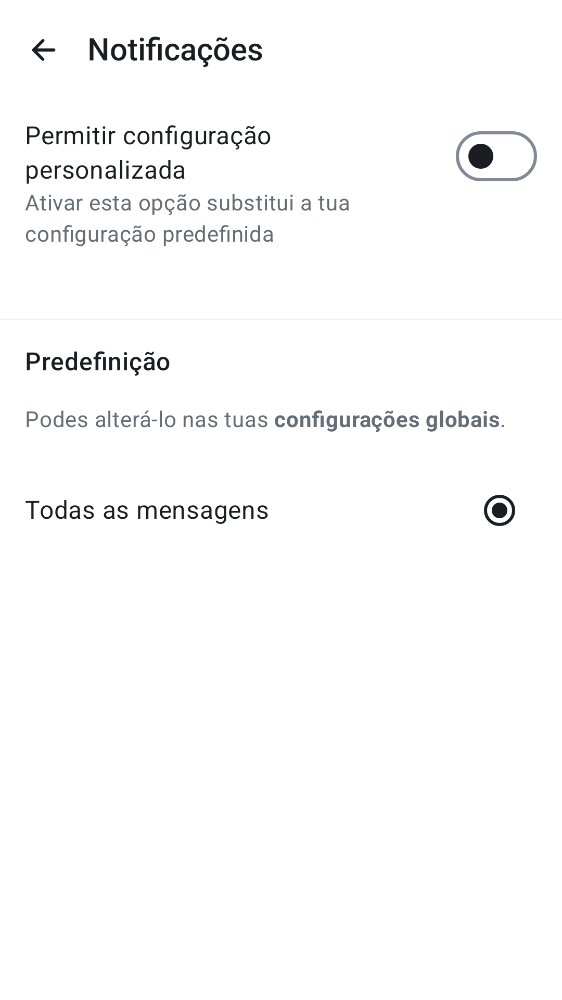 Notificações
Permitir configuração
personalizada
Ativar esta opção substitui a tua
configuração predefinida
Predefinição
Podes alterá-lo nas tuas configurações globais.
Todas as mensagens